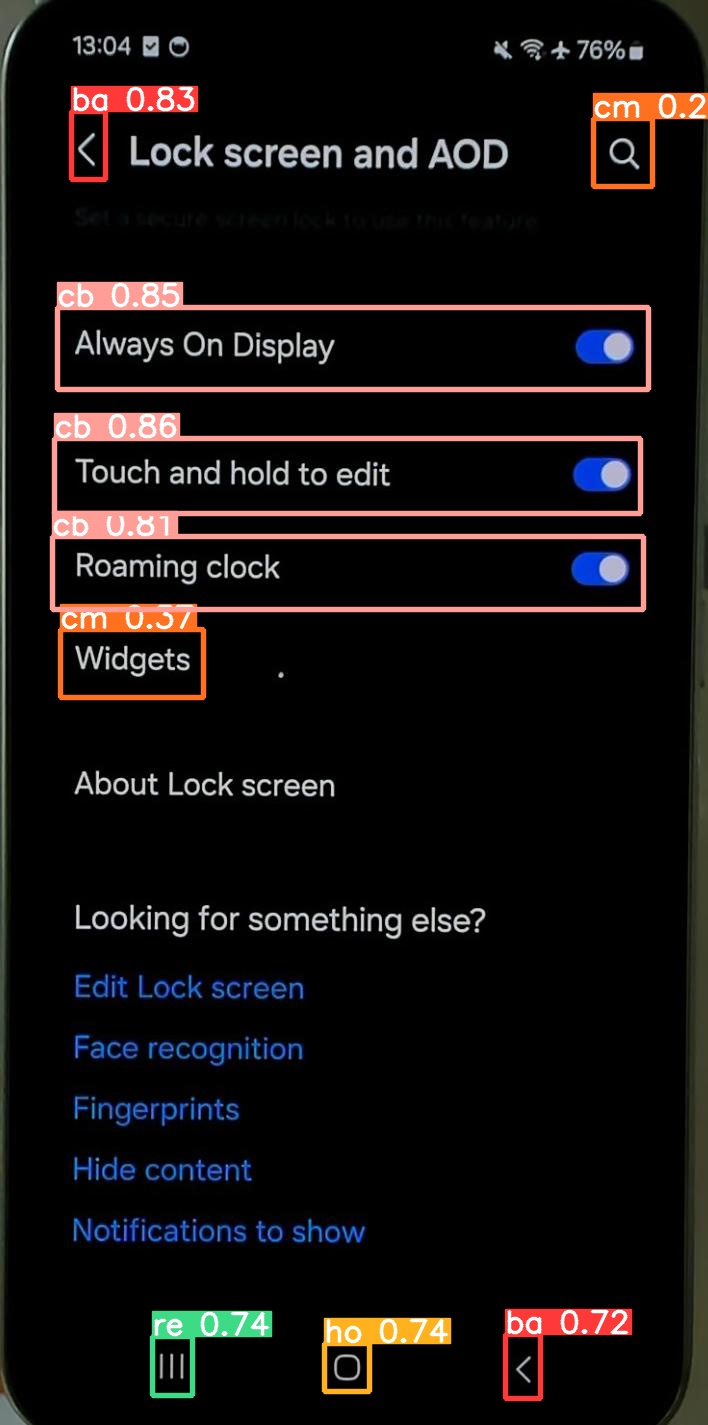 13:04 76%
ba 0.83
cm 0.2
Lock screen and AOD
Set a secure screen lock to use this feature
cb 0.85
Always On Display
cb 0.86
Touch and hold to edit
cb 0.81
Roaming clock
cm 0.37
Widgets
About Lock screen
Looking for something else?
Edit Lock screen
Face recognition
Fingerprints
Hide content
Notifications to show
re 0.74
ho 0.74
ba 0.72